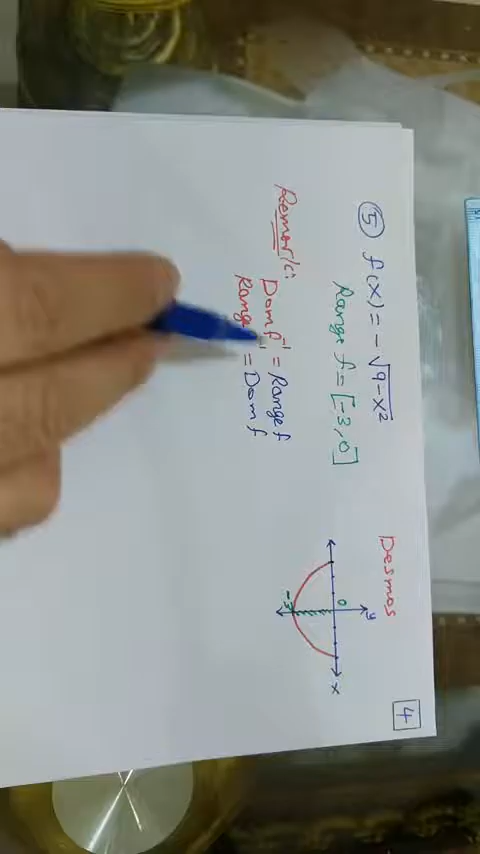 ⑤ f(x) = -√(9-x²)
Range f = [-3, 0]
Remark:
Dom f⁻¹ = Range f
Range f⁻¹ = Dom f
Desmos
y
0
x
-3
4